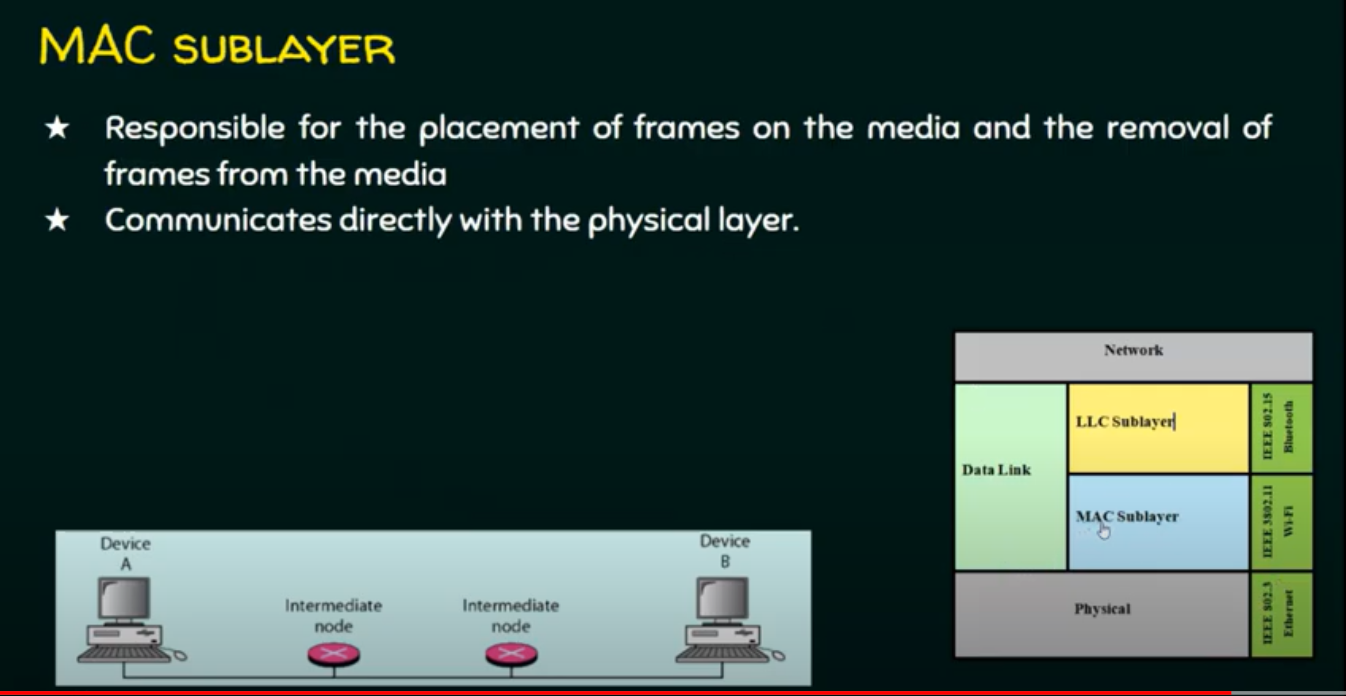 MAC SUBLAYER
★ Responsible for the placement of frames on the media and the removal of
frames from the media
★ Communicates directly with the physical layer.
Network
LLC Sublayer
Data Link
MAC Sublayer
Physical
IEEE 802.15
Bluetooth
IEEE 3802.11
Wi-Fi
IEEE 802.3
Ethernet
Device
A
Intermediate
node
Intermediate
node
Device
B